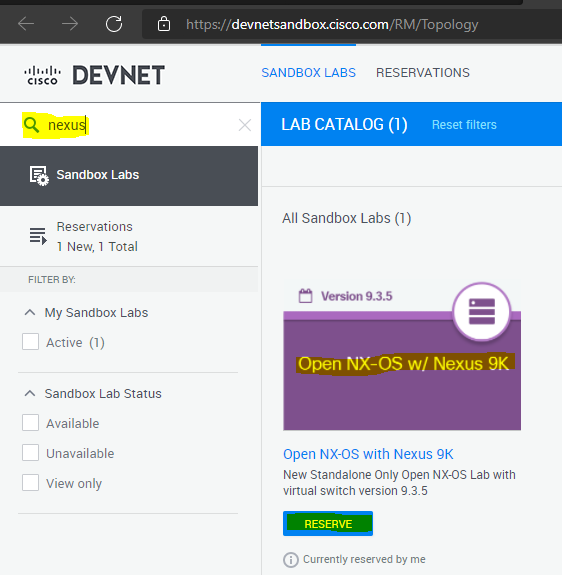 https://devnetsandbox.cisco.com/RM/Topology
cisco DEVNET
SANDBOX LABS RESERVATIONS
nexus
LAB CATALOG (1) Reset filters
Sandbox Labs
Reservations
1 New, 1 Total
FILTER BY:
My Sandbox Labs
Active (1)
Sandbox Lab Status
Available
Unavailable
View only
All Sandbox Labs (1)
Version 9.3.5
Open NX-OS w/ Nexus 9K
Open NX-OS with Nexus 9K
New Standalone Only Open NX-OS Lab with
virtual switch version 9.3.5
RESERVE
Currently reserved by me